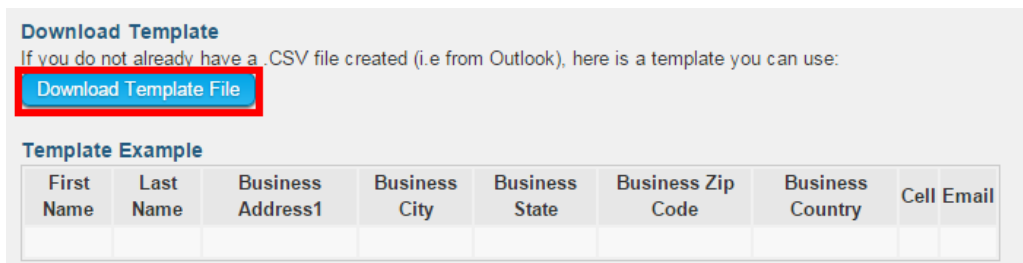 Download Template
If you do not already have a .CSV file created (i.e from Outlook), here is a template you can use:
Download Template File
Template Example
First Name Last Name Business Address1 Business City Business State Business Zip Code Business Country Cell Email